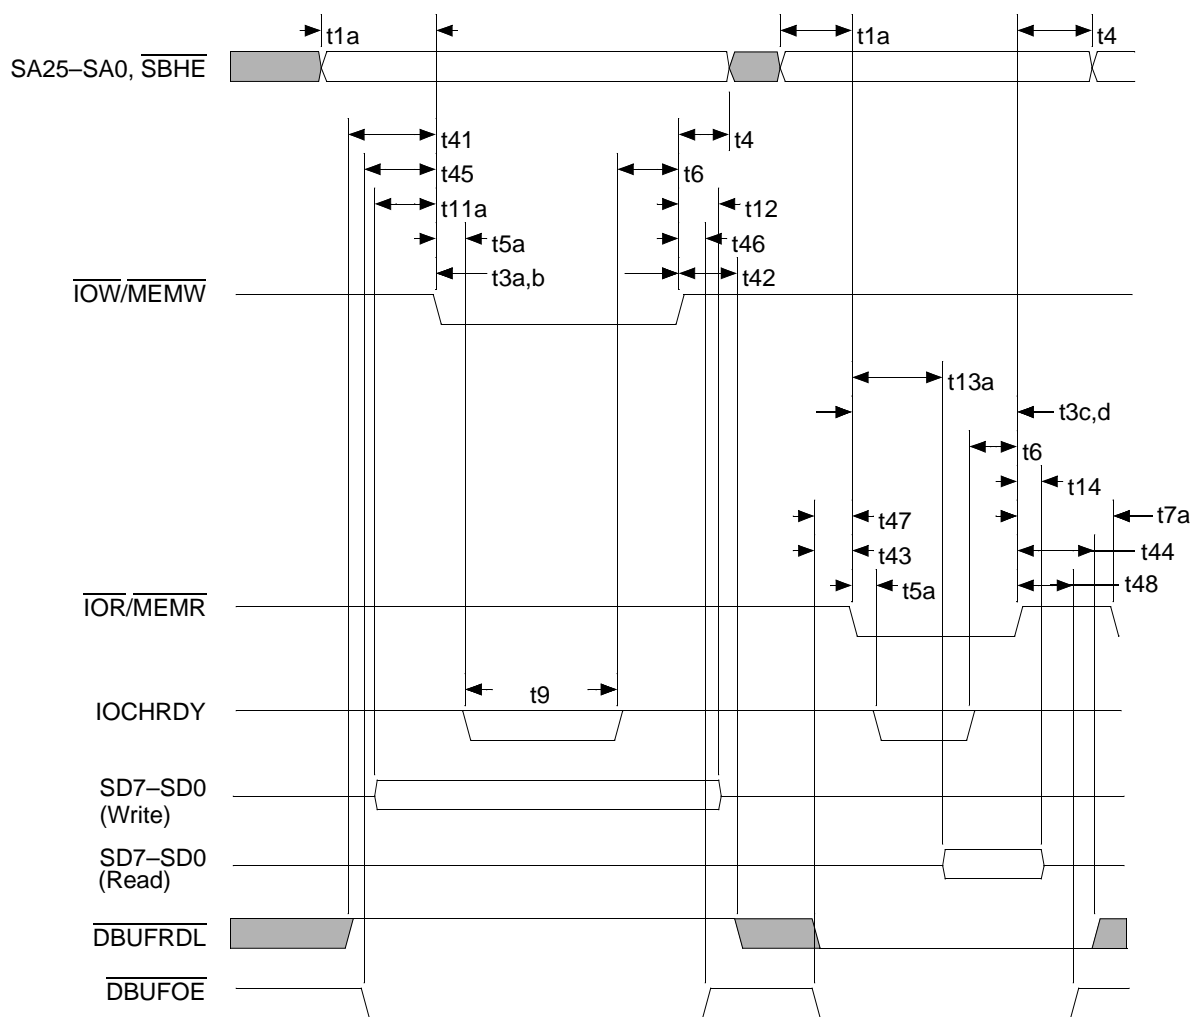 t1a
t1a
t4
SA25–SA0, SBHE
t41
t4
t45
t6
t11a
t12
t5a
t46
t3a,b
t42
IOW/MEMW
t13a
t3c,d
t6
t14
t47
t7a
t43
t44
t5a
t48
IOR/MEMR
t9
IOCHRDY
SD7–SD0
(Write)
SD7–SD0
(Read)
DBUFRDL
DBUFOE